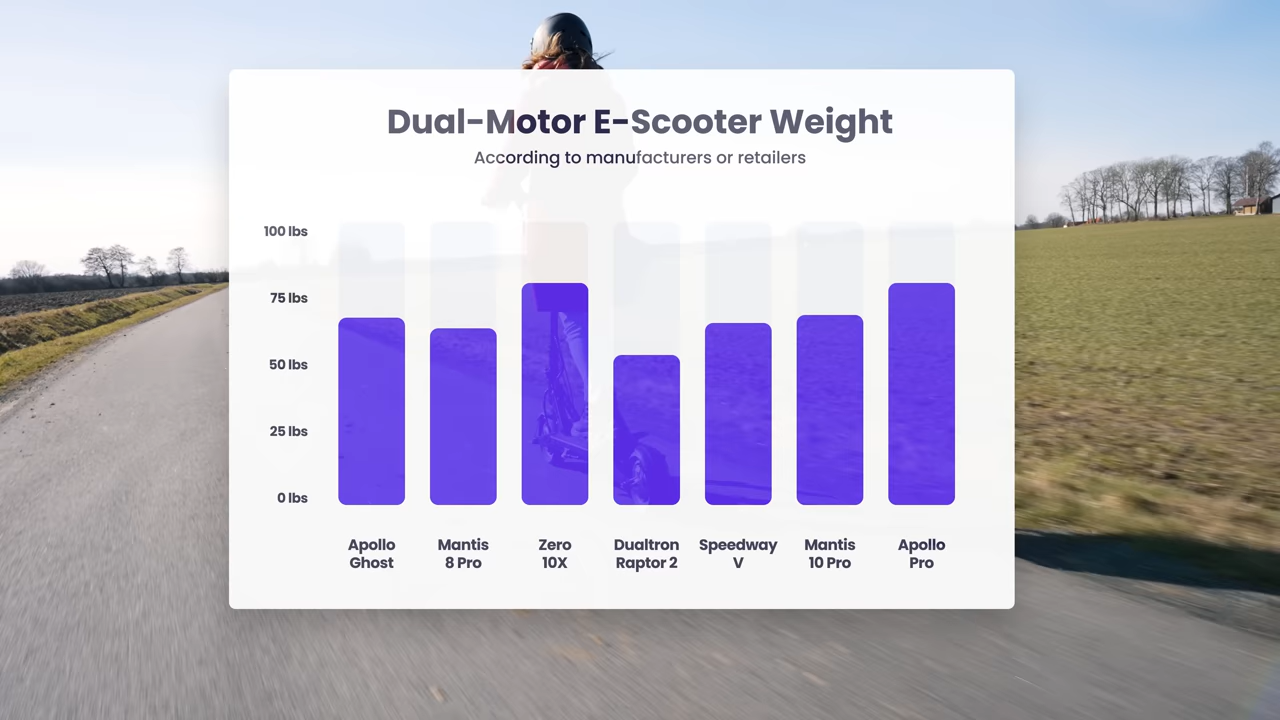 Dual-Motor E-Scooter Weight
According to manufacturers or retailers
100 lbs
75 lbs
50 lbs
25 lbs
0 lbs
Apollo Ghost
Mantis 8 Pro
Zero 10X
Dualtron Raptor 2
Speedway V
Mantis 10 Pro
Apollo Pro